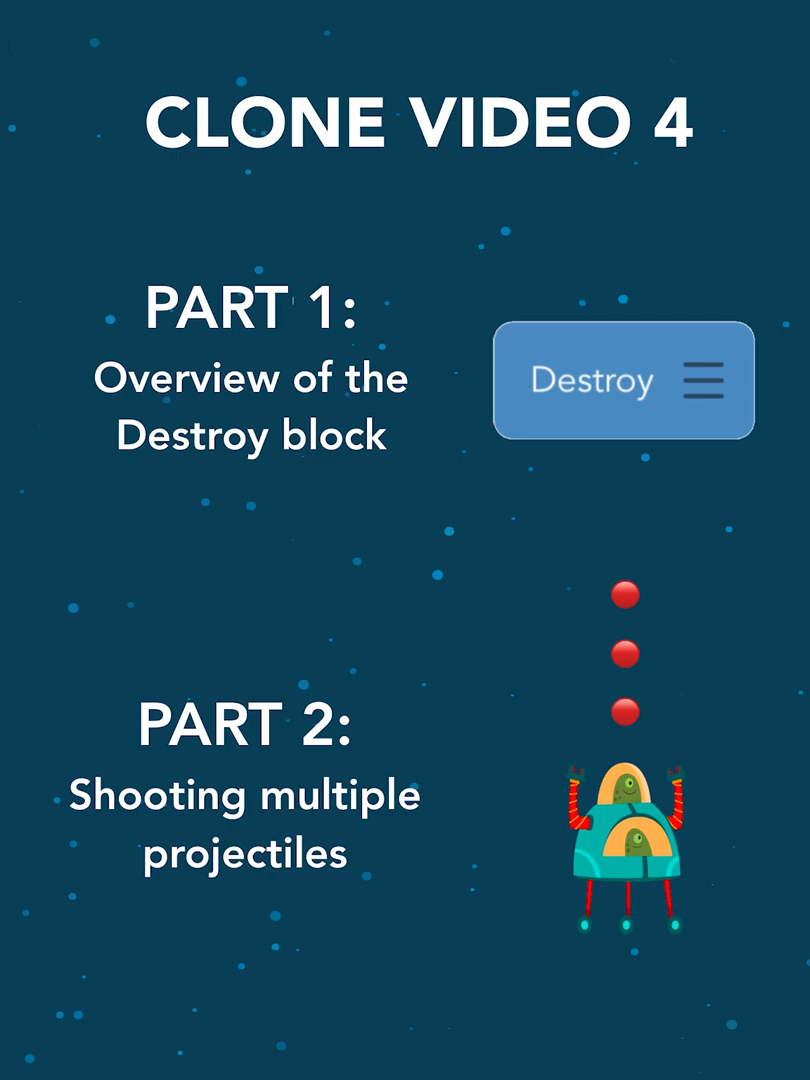 CLONE VIDEO 4
PART 1:
Overview of the
Destroy block
Destroy
PART 2:
Shooting multiple
projectiles